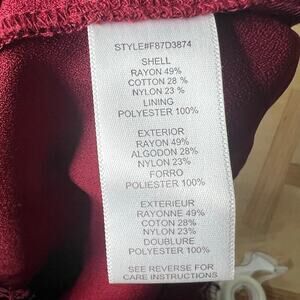 STYLE#F87D3874
SHELL
RAYON 49%
COTTON 28 %
NYLON 23 %
LINING
POLYESTER 100%
EXTERIOR
RAYON 49%
ALGODON 28%
NYLON 23%
FORRO
POLIESTER 100%
EXTERIEUR
RAYONNE 49%
COTON 28%
NYLON 23%
DOUBLURE
POLYESTER 100%
SEE REVERSE FOR
CARE INSTRUCTIONS